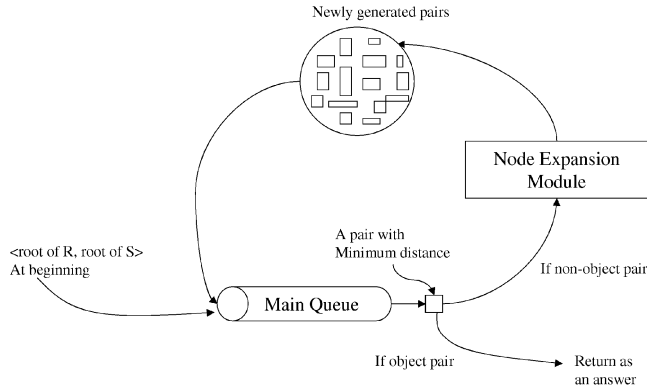 Newly generated pairs
Node Expansion
Module
A pair with
Minimum distance
<root of R, root of S>
At beginning
If non-object pair
Main Queue
If object pair
Return as
an answer